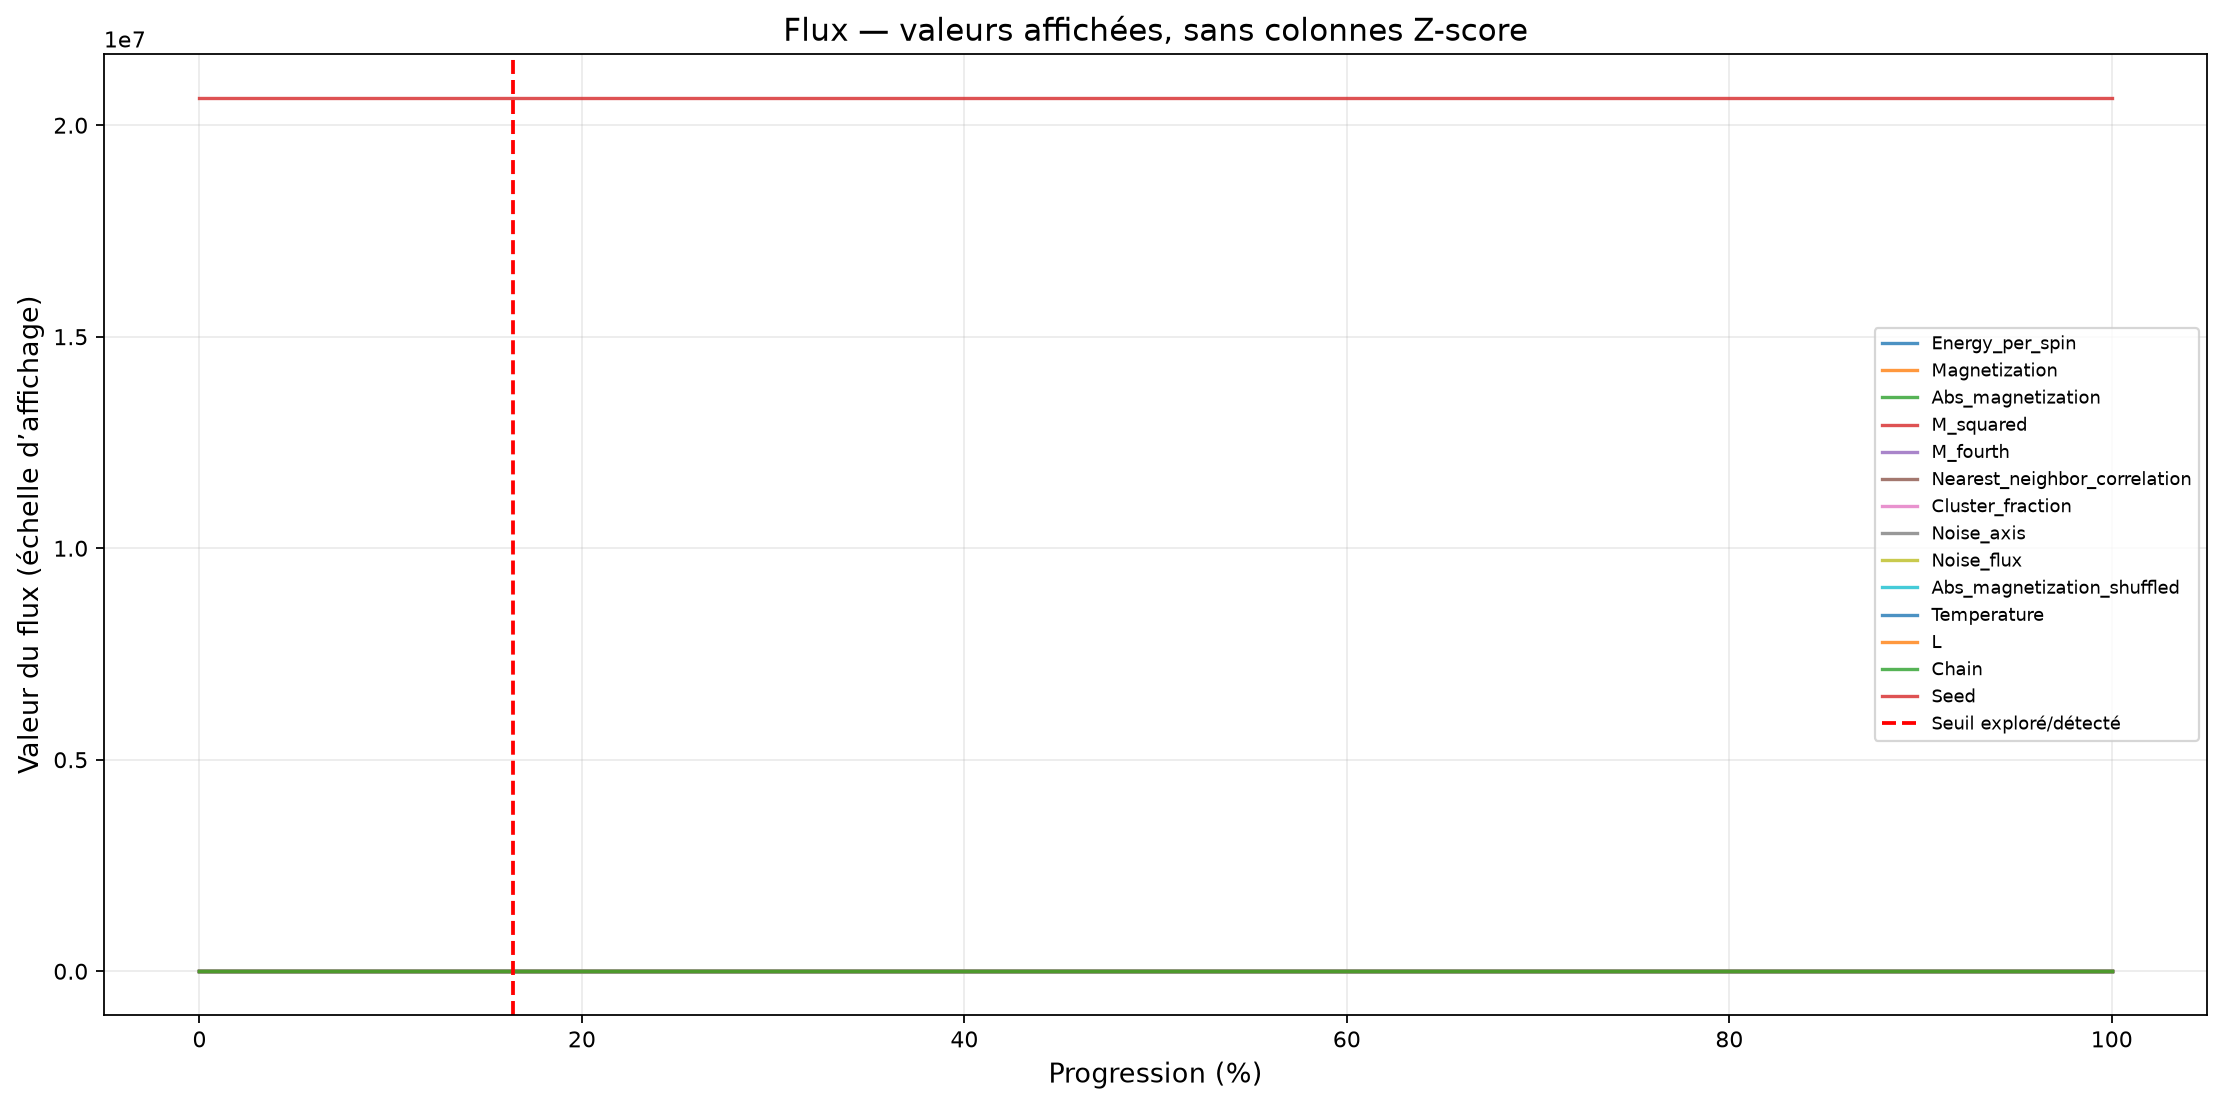 Flux — valeurs affichées, sans colonnes Z-score
1e7
2.0
1.5
1.0
0.5
0.0
Valeur du flux (échelle d’affichage)
Energy_per_spin
Magnetization
Abs_magnetization
M_squared
M_fourth
Nearest_neighbor_correlation
Cluster_fraction
Noise_axis
Noise_flux
Abs_magnetization_shuffled
Temperature
L
Chain
Seed
Seuil exploré/détecté
0 20 40 60 80 100
Progression (%)